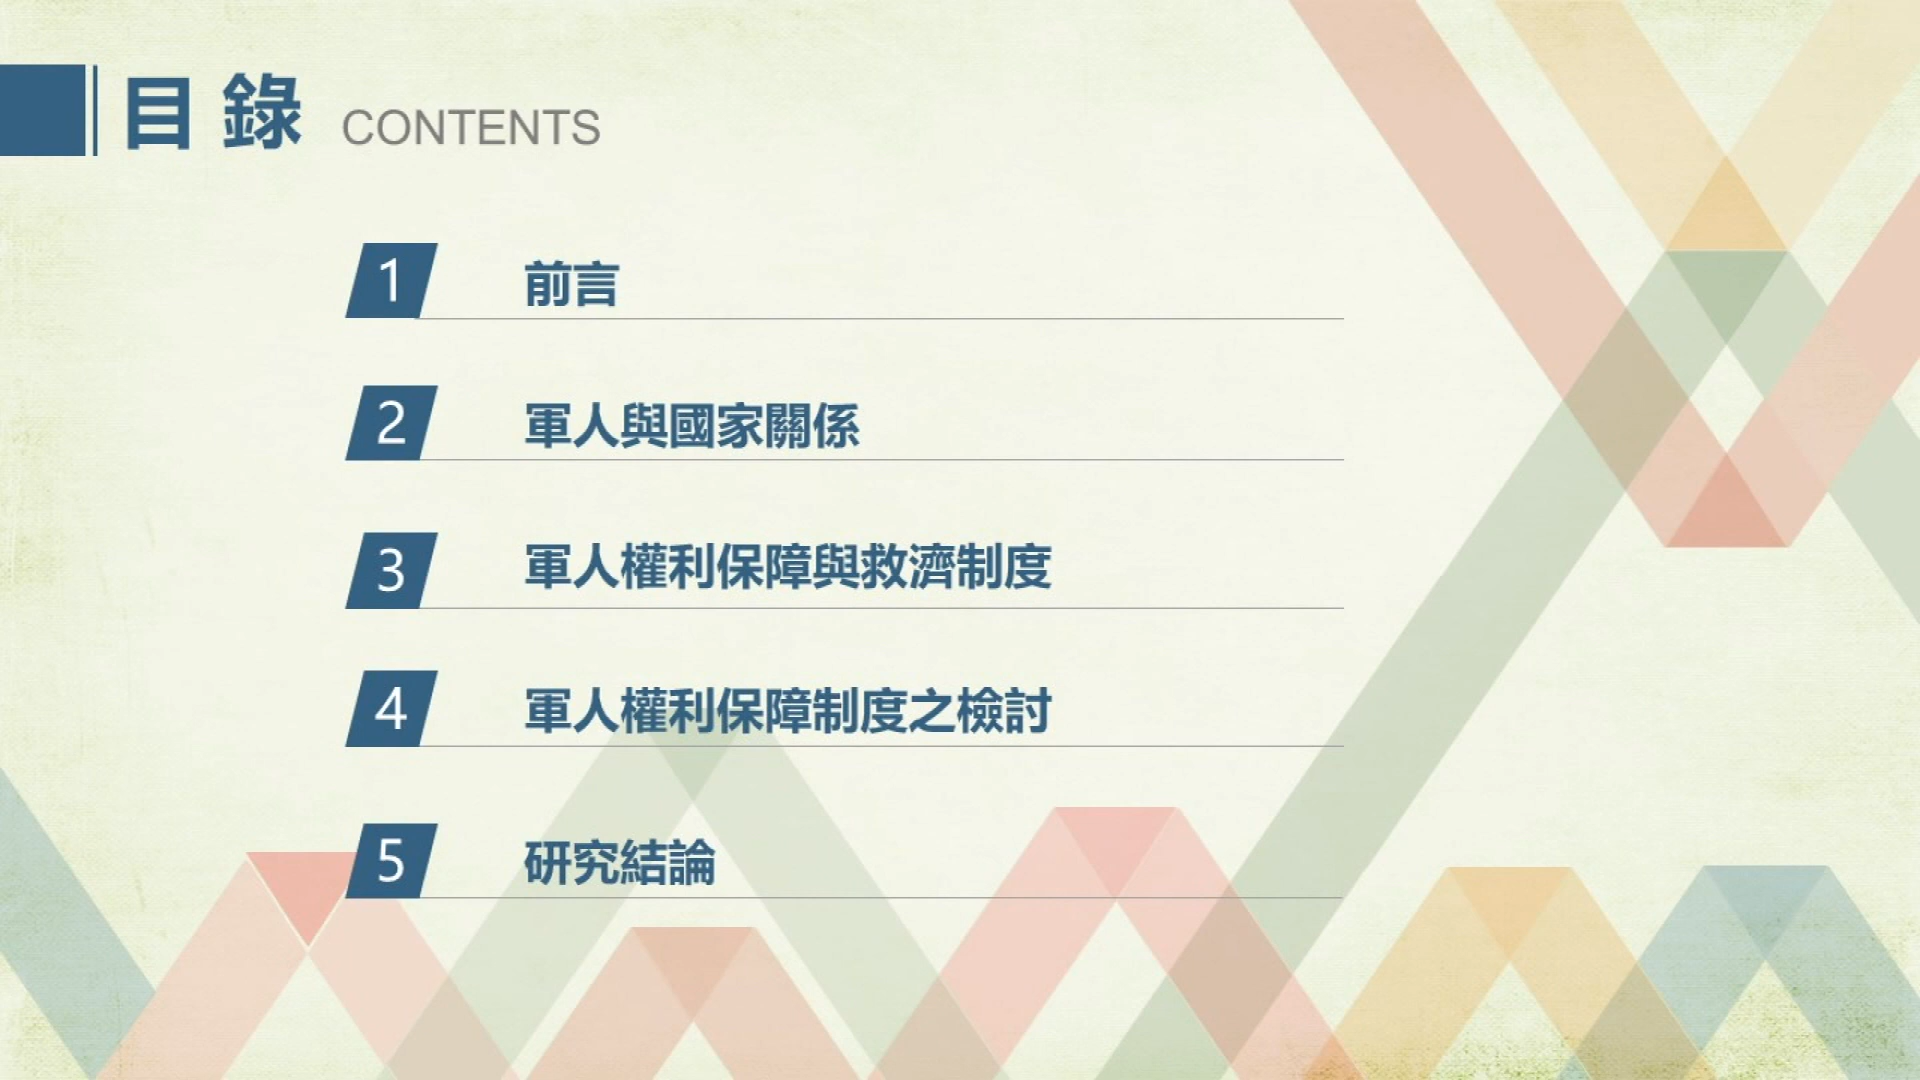 目錄 CONTENTS
1 前言
2 軍人與國家關係
3 軍人權利保障與救濟制度
4 軍人權利保障制度之檢討
5 研究結論